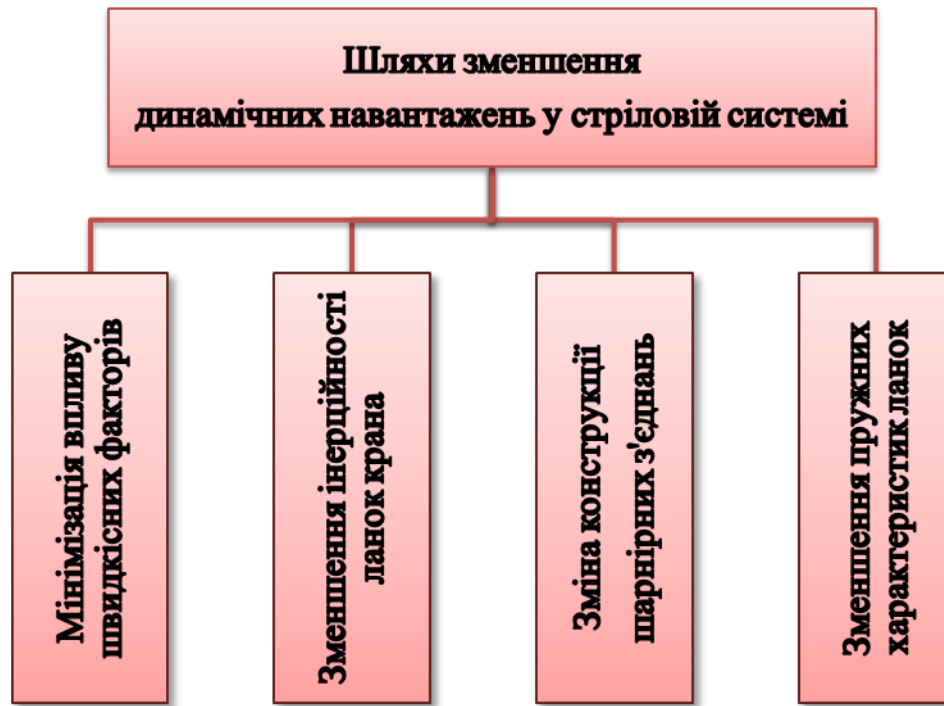 Шляхи зменшення
динамічних навантажень у стріловій системі
Мінімізація впливу
швидкісних факторів
Зменшення інерційності
ланок крана
Зміна конструкції
шарнірних з'єднань
Зменшення пружних
характеристик ланок